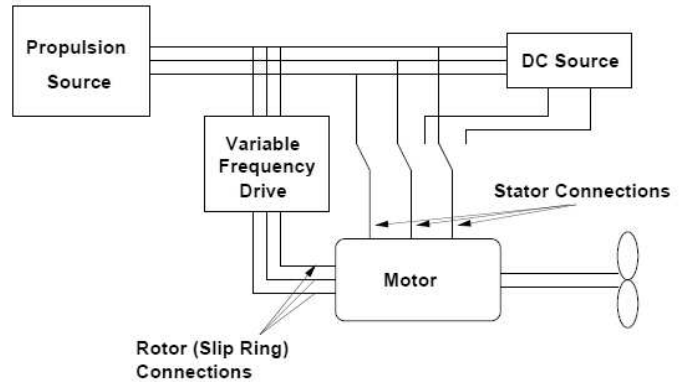 Propulsion
Source
DC Source
Variable
Frequency
Drive
Stator Connections
Motor
Rotor (Slip Ring)
Connections